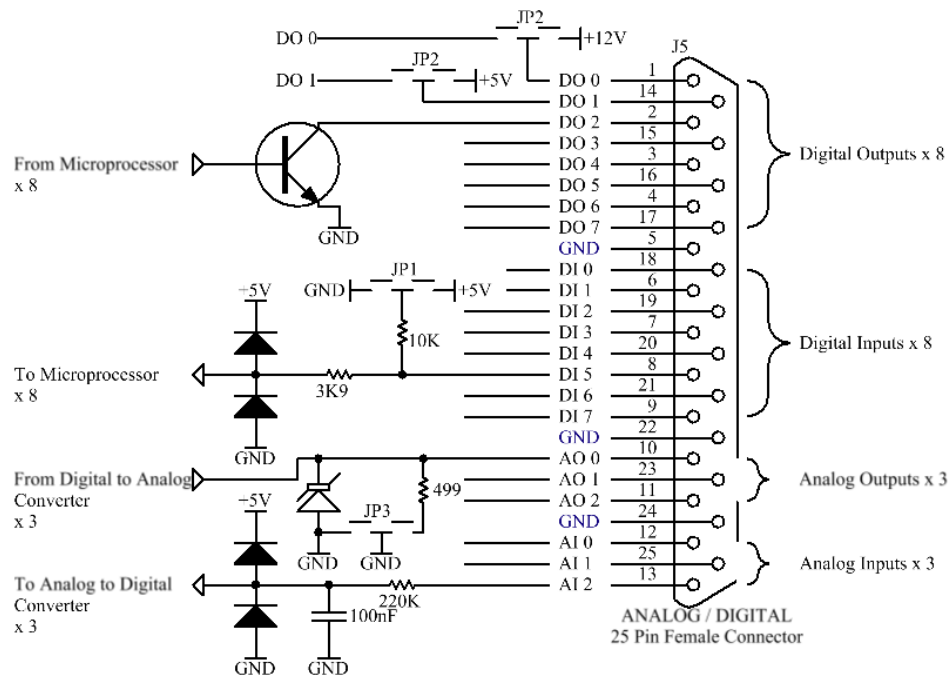 JP2
DO 0
+12V
J5
JP2
DO 1
+5V
DO 0 1
DO 1 14
DO 2 2
DO 3 15
DO 4 3
DO 5 16
DO 6 4
DO 7 17
GND 5
DI 0 18
DI 1 6
DI 2 19
DI 3 7
DI 4 20
DI 5 8
DI 6 21
DI 7 9
GND 22
AO 0 10
AO 1 23
AO 2 11
GND 24
AI 0 12
AI 1 25
AI 2 13
Digital Outputs x 8
Digital Inputs x 8
Analog Outputs x 3
Analog Inputs x 3
From Microprocessor
x 8
GND
JP1
GND
+5V
+5V
10K
To Microprocessor
x 8
3K9
GND
From Digital to Analog
Converter
x 3
499
JP3
+5V
GND
GND
To Analog to Digital
Converter
x 3
220K
100nF
GND
GND
ANALOG / DIGITAL
25 Pin Female Connector